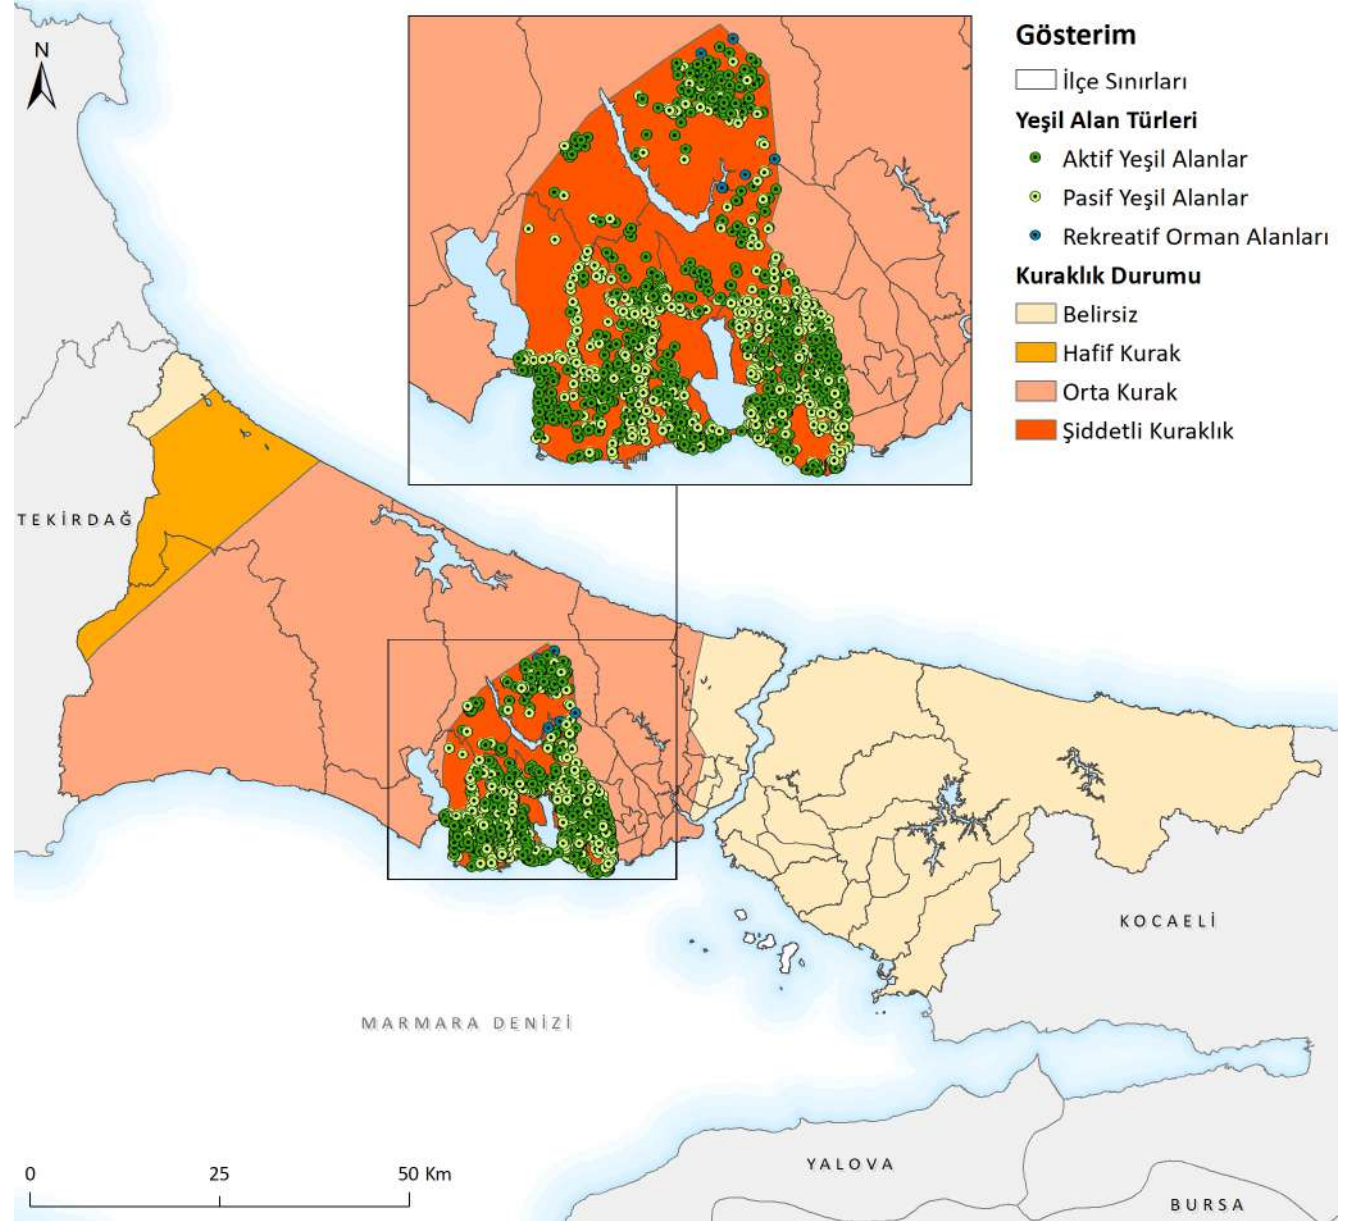 N
Gösterim
İlçe Sınırları
Yeşil Alan Türleri
Aktif Yeşil Alanlar
Pasif Yeşil Alanlar
Rekreatif Orman Alanları
Kuraklık Durumu
Belirsiz
Hafif Kurak
Orta Kurak
Şiddetli Kuraklık
TEKİRDAĞ
KOCAELİ
MARMARA DENİZİ
YALOVA
BURSA
0 25 50 Km